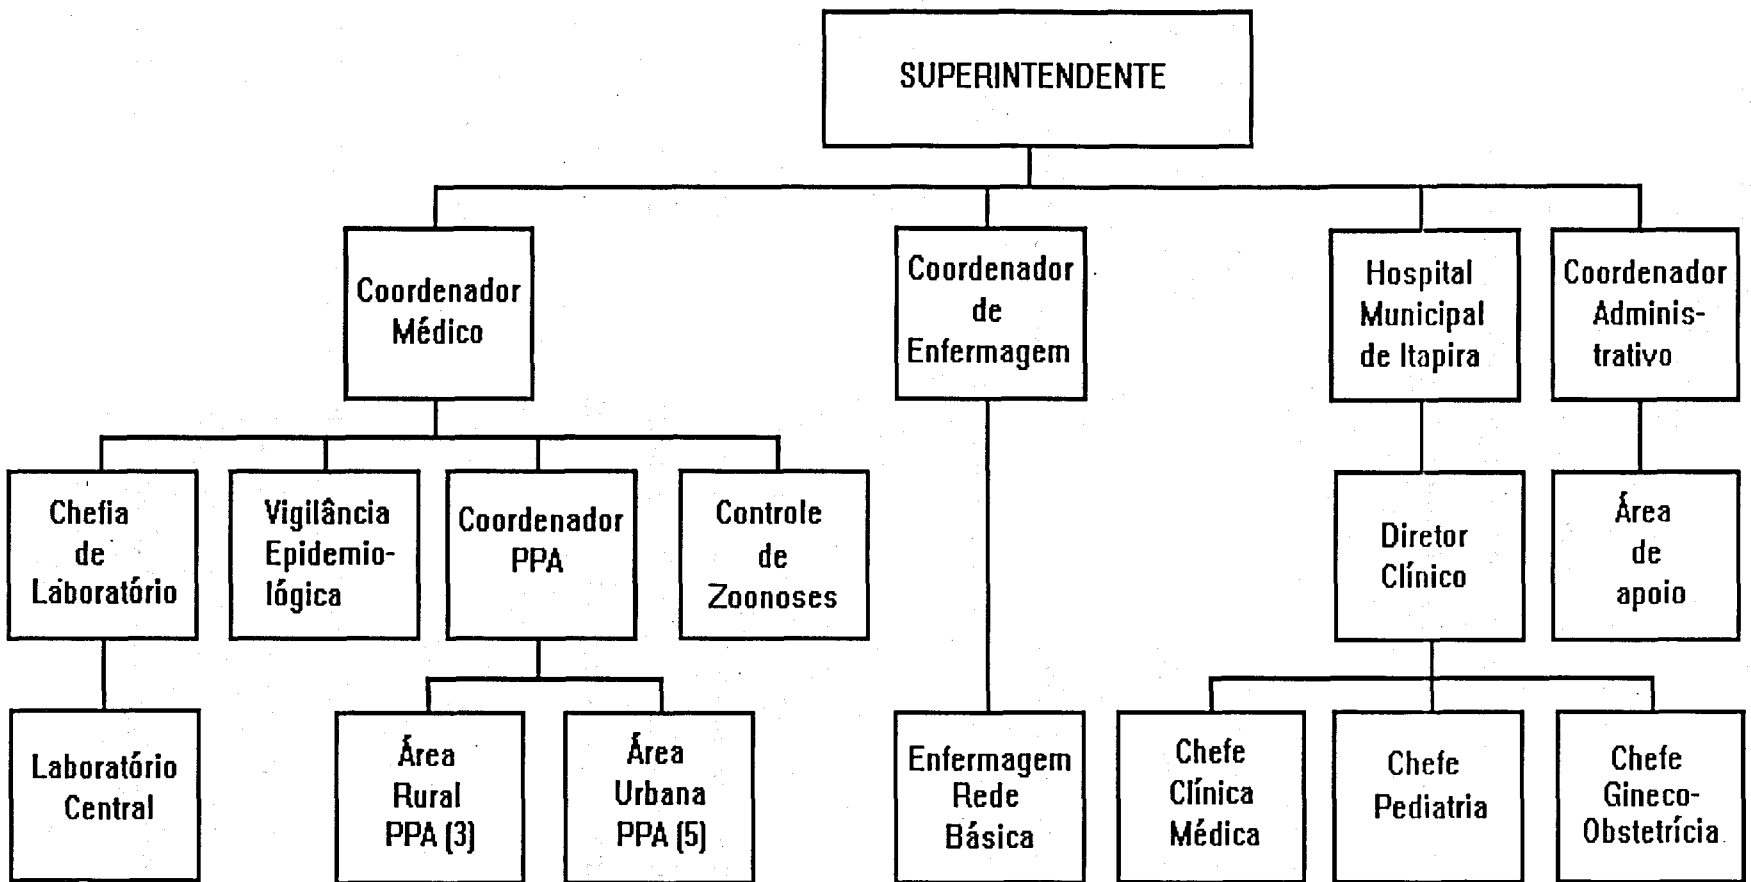 SUPERINTENDENTE
Coordenador
Médico
Coordenador
de
Enfermagem
Hospital
Municipal
de Itapira
Coordenador
Adminis-
trativo
Chefia
de
Laboratório
Vigilância
Epidemio-
lógica
Coordenador
PPA
Controle
de
Zoonoses
Diretor
Clínico
Área
de
apoio
Laboratório
Central
Área
Rural
PPA (3)
Área
Urbana
PPA (5)
Enfermagem
Rede
Básica
Chefe
Clínica
Médica
Chefe
Pediatria
Chefe
Gineco-
Obstetrícia